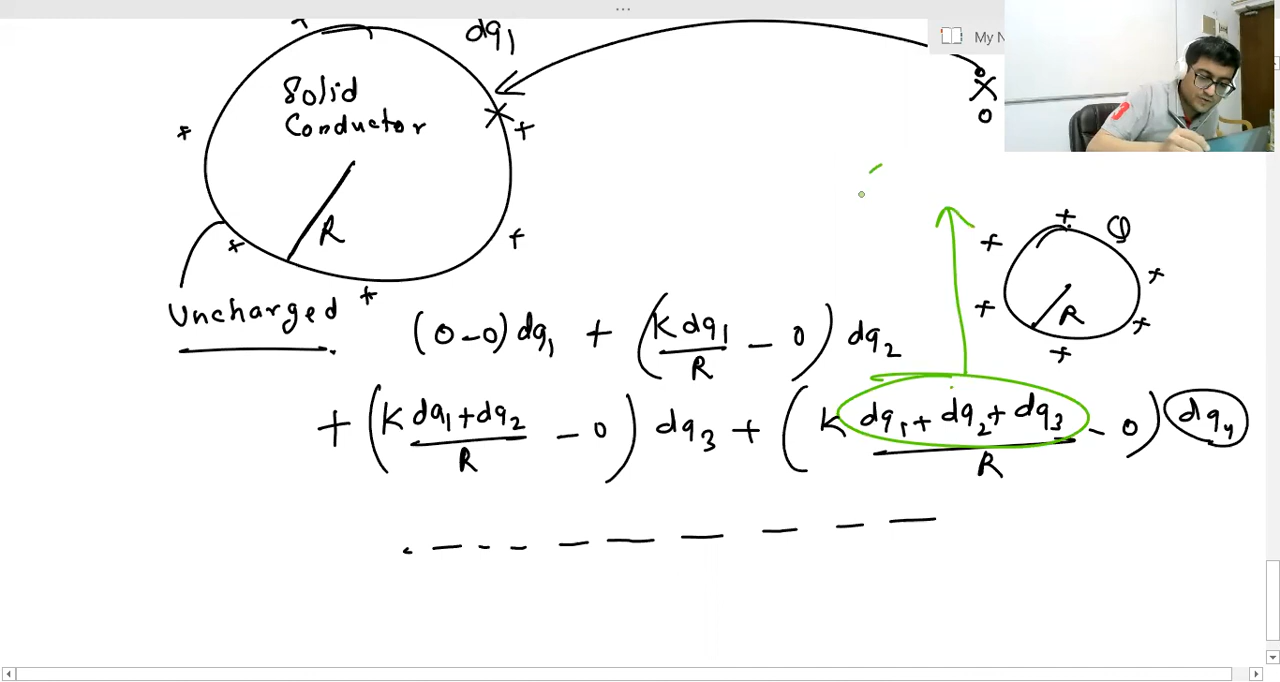 dq1
My N
Solid
Conductor
R
Q
R
Uncharged
(0-0) dq1 + (K dq1/R - 0) dq2
+ (K dq1+dq2/R - 0) dq3 + (K dq1+dq2+dq3/R - 0) dq4